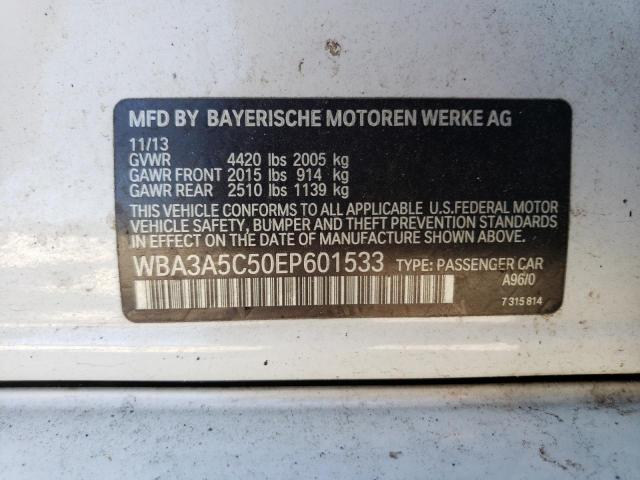 MFD BY BAYERISCHE MOTOREN WERKE AG
11/13
GVWR 4420 lbs 2005 kg
GAWR FRONT 2015 lbs 914 kg
GAWR REAR 2510 lbs 1139 kg
THIS VEHICLE CONFORMS TO ALL APPLICABLE U.S.FEDERAL MOTOR
VEHICLE SAFETY, BUMPER AND THEFT PREVENTION STANDARDS
IN EFFECT ON THE DATE OF MANUFACTURE SHOWN ABOVE.
WBA3A5C50EP601533 TYPE: PASSENGER CAR
A96/0
7 315 814